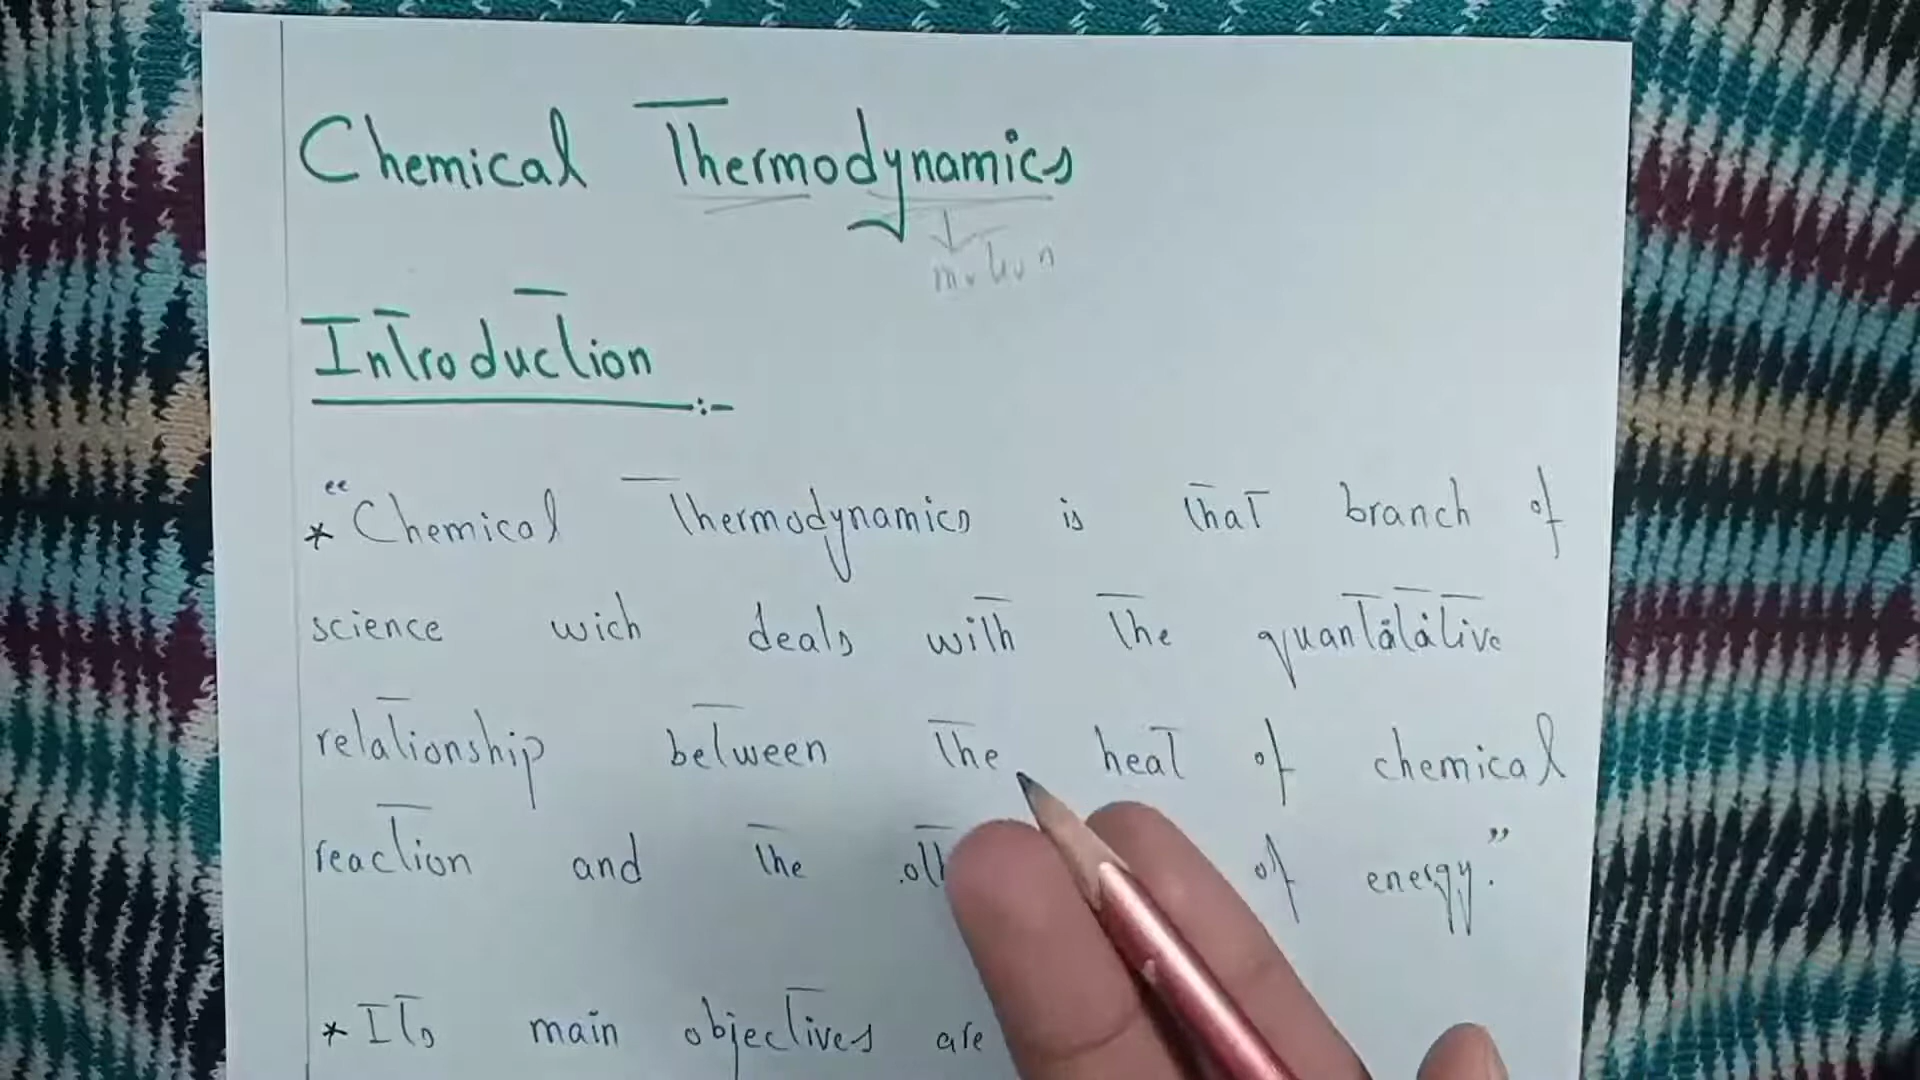 Chemical Thermodynamics
motion
Introduction :-
* “Chemical Thermodynamics is that branch of
science wich deals with the quantatative
relationship between the heat of chemical
reaction and the of energy.”
* Its main objectives are